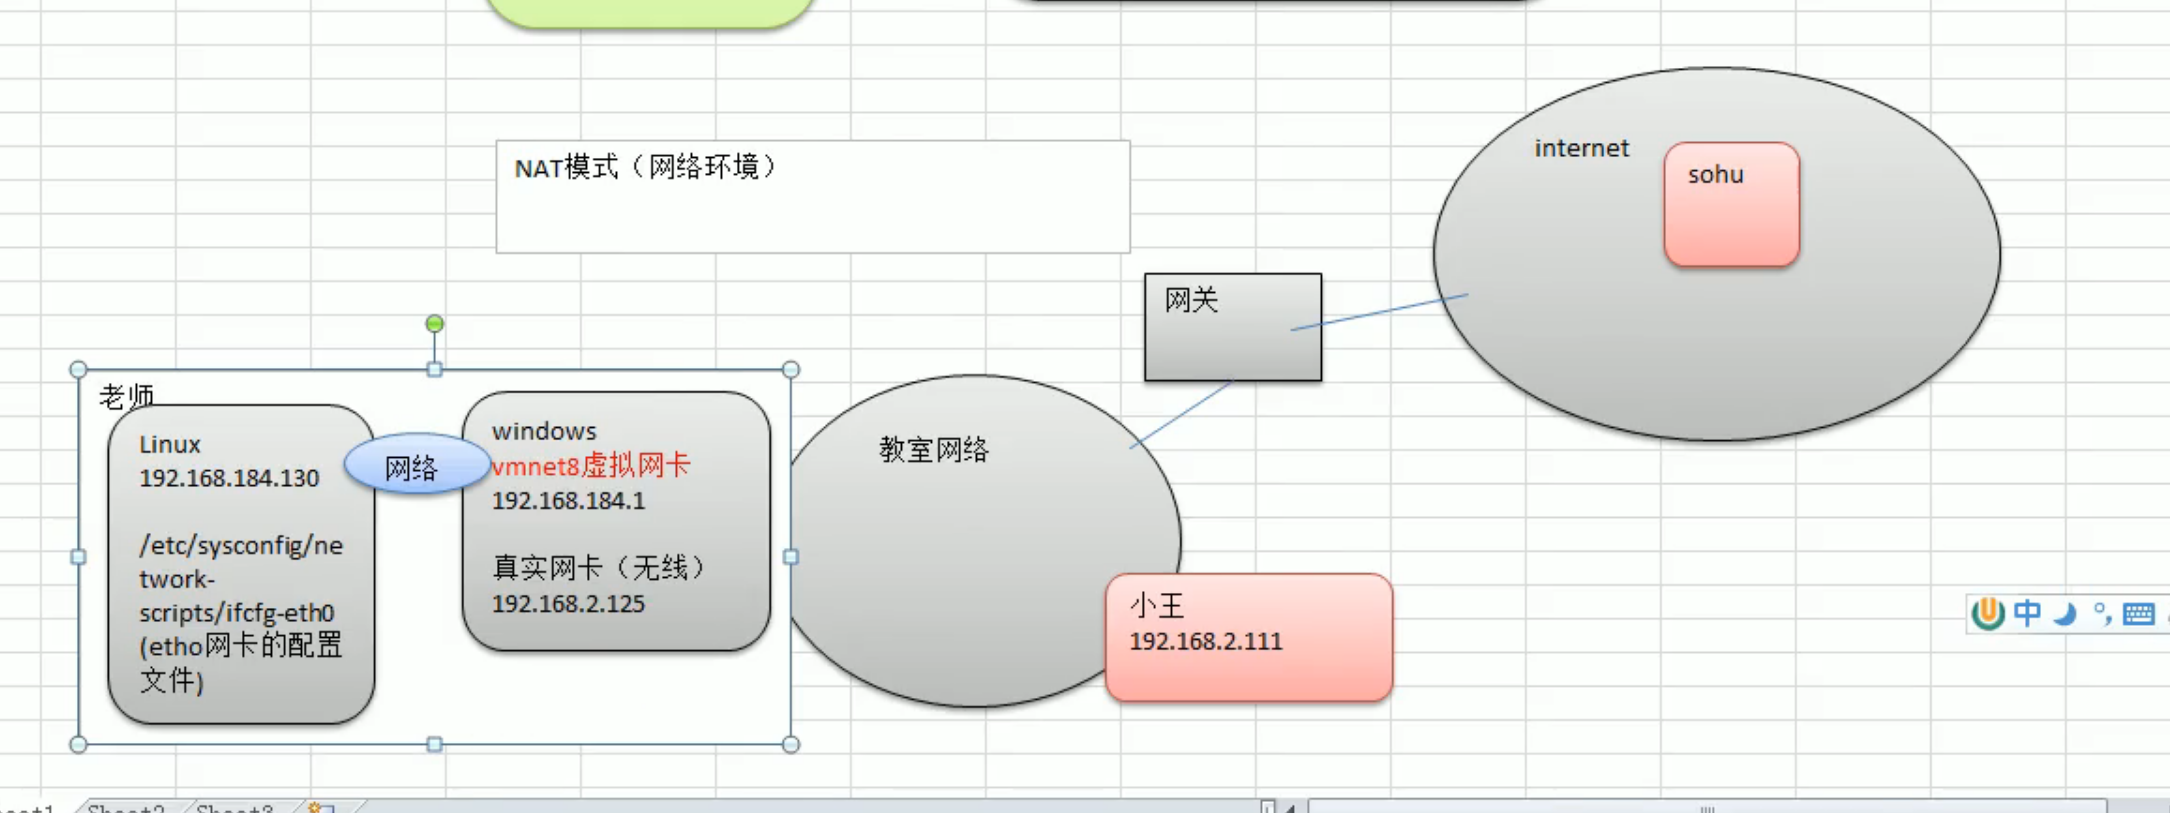 NAT模式（网络环境）
internet
sohu
网关
老师
Linux
192.168.184.130
/etc/sysconfig/ne
twork-
scripts/ifcfg-eth0
(etho网卡的配置
文件)
网络
windows
vmnet8虚拟网卡
192.168.184.1
真实网卡（无线）
192.168.2.125
教室网络
小王
192.168.2.111
中
Sheet2
Sheet3